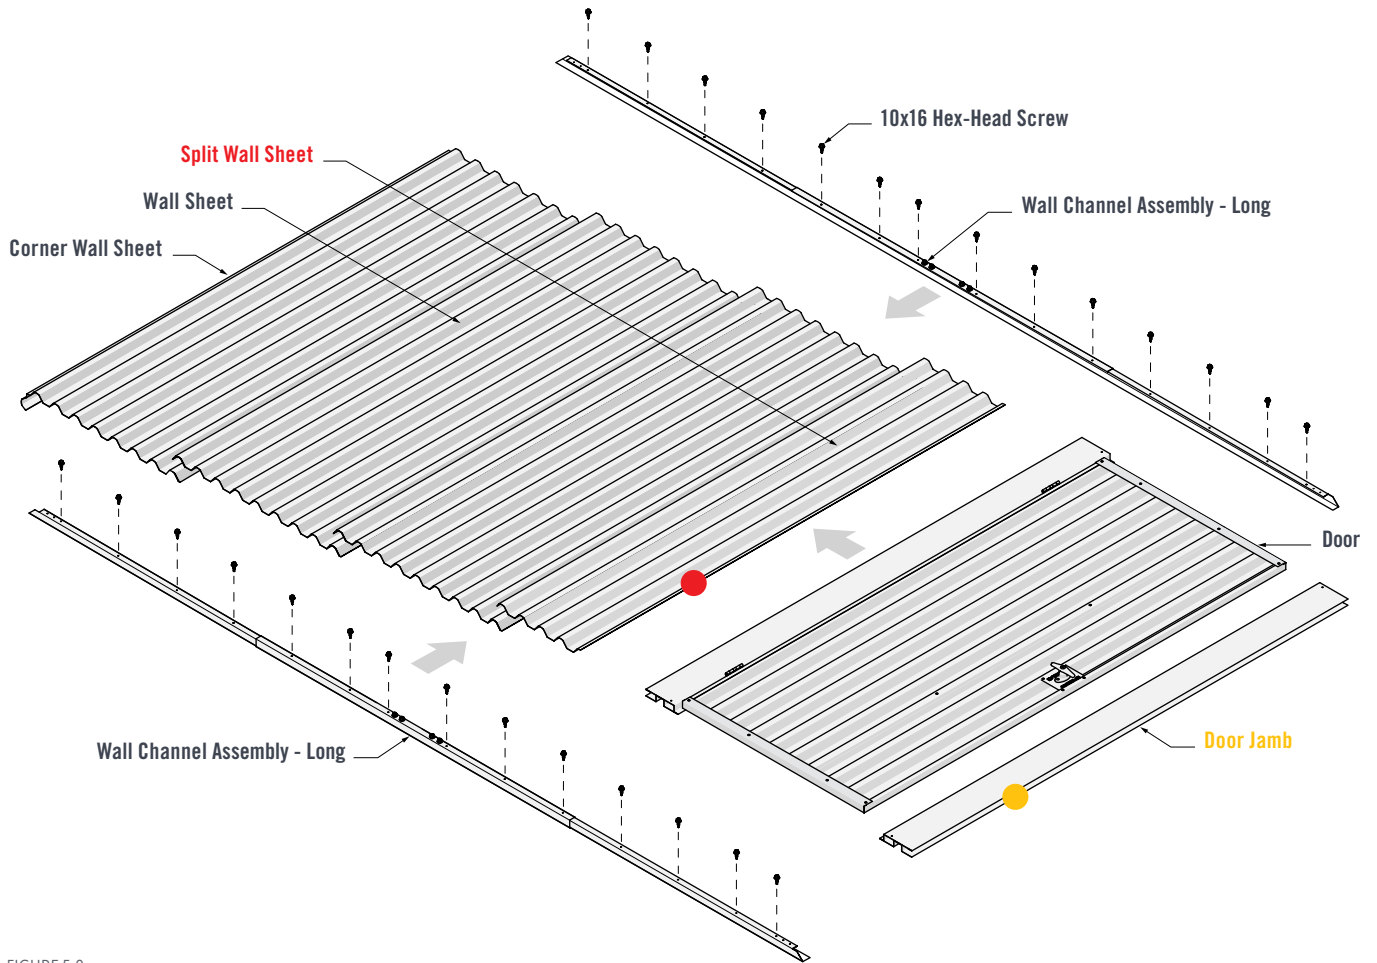 10x16 Hex-Head Screw
Split Wall Sheet
Wall Sheet
Wall Channel Assembly - Long
Corner Wall Sheet
Door
Door Jamb
Wall Channel Assembly - Long